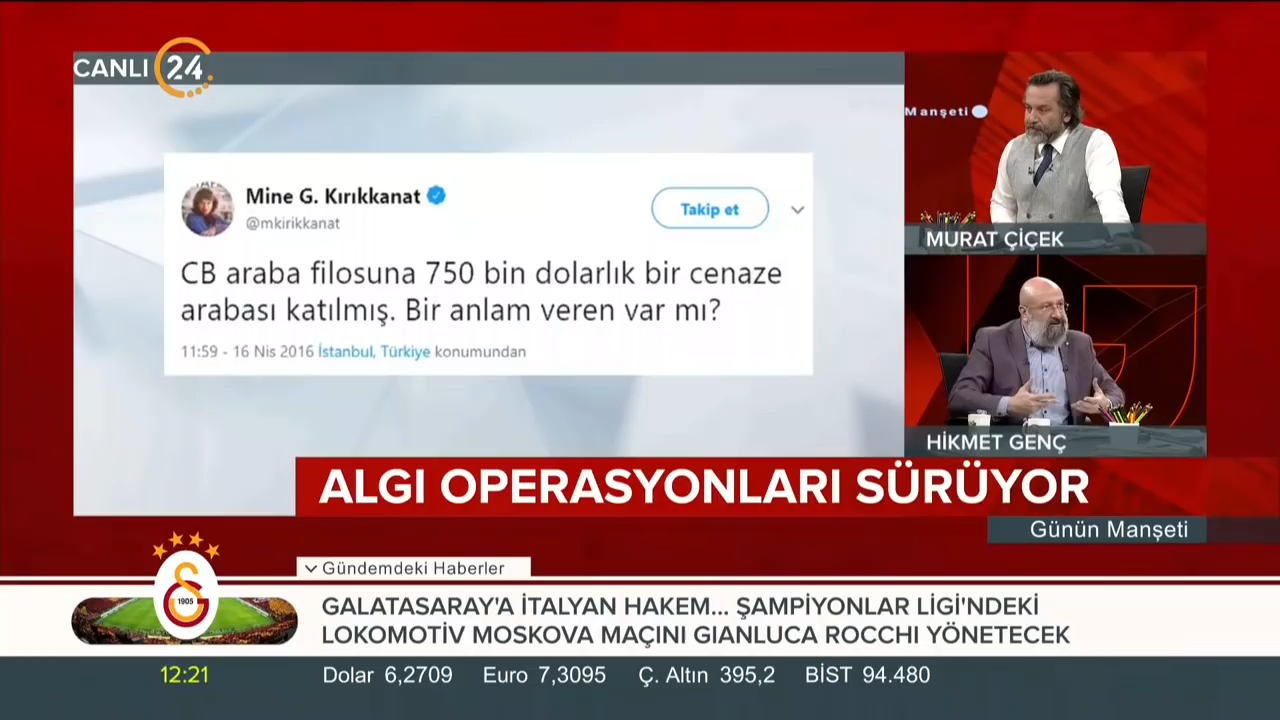 CANLI 24
Manşeti
Mine G. Kırıkkanat
@mkirikkanat
Takip et
CB araba filosuna 750 bin dolarlık bir cenaze
arabası katılmış. Bir anlam veren var mı?
11:59 - 16 Nis 2016 İstanbul, Türkiye konumundan
MURAT ÇİÇEK
HİKMET GENÇ
ALGI OPERASYONLARI SÜRÜYOR
Günün Manşeti
Gündemdeki Haberler
1905
GALATASARAY'A İTALYAN HAKEM... ŞAMPİYONLAR LİGİ'NDEKİ
LOKOMOTİV MOSKOVA MAÇINI GIANLUCA ROCCHI YÖNETECEK
12:21 Dolar 6,2709 Euro 7,3095 Ç. Altın 395,2 BİST 94.480